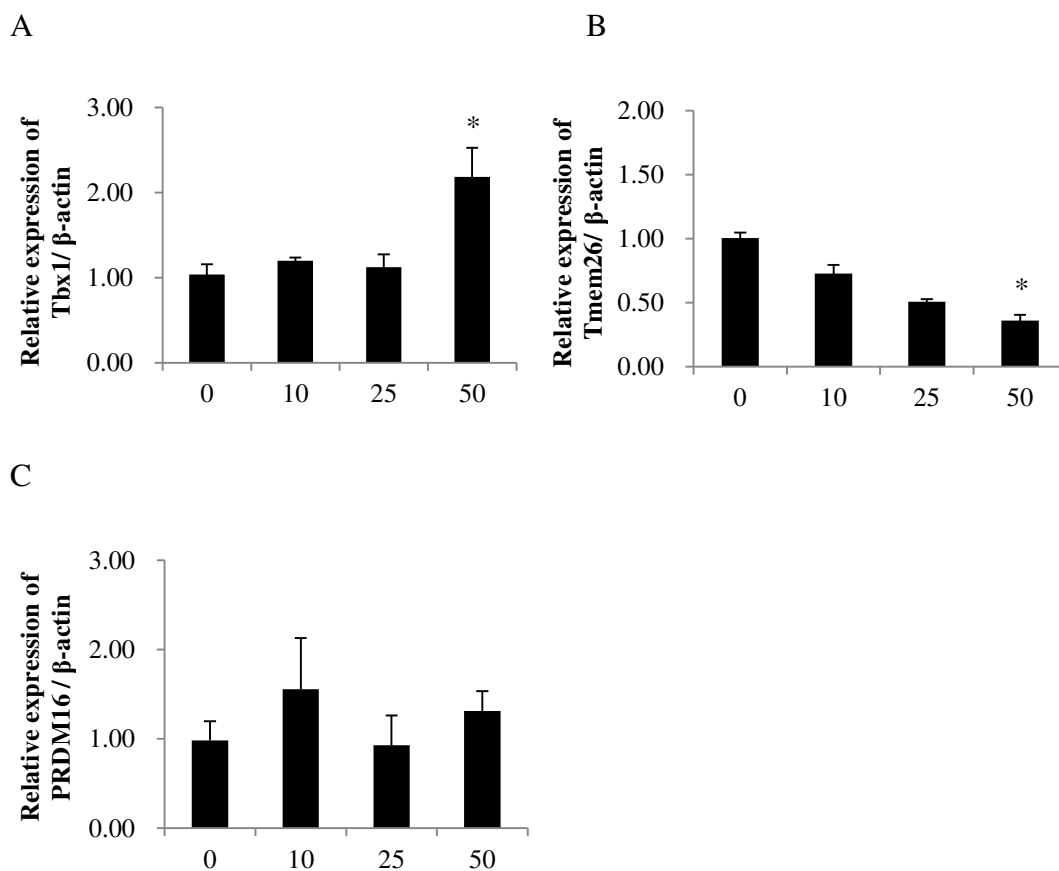 A
Relative expression of
Tbx1/ β-actin
3.00
2.00
1.00
0.00
*
0 10 25 50
B
Relative expression of
Tmem26/ β-actin
2.00
1.50
1.00
0.50
0.00
*
0 10 25 50
C
Relative expression of
PRDM16 / β-actin
3.00
2.00
1.00
0.00
0 10 25 50